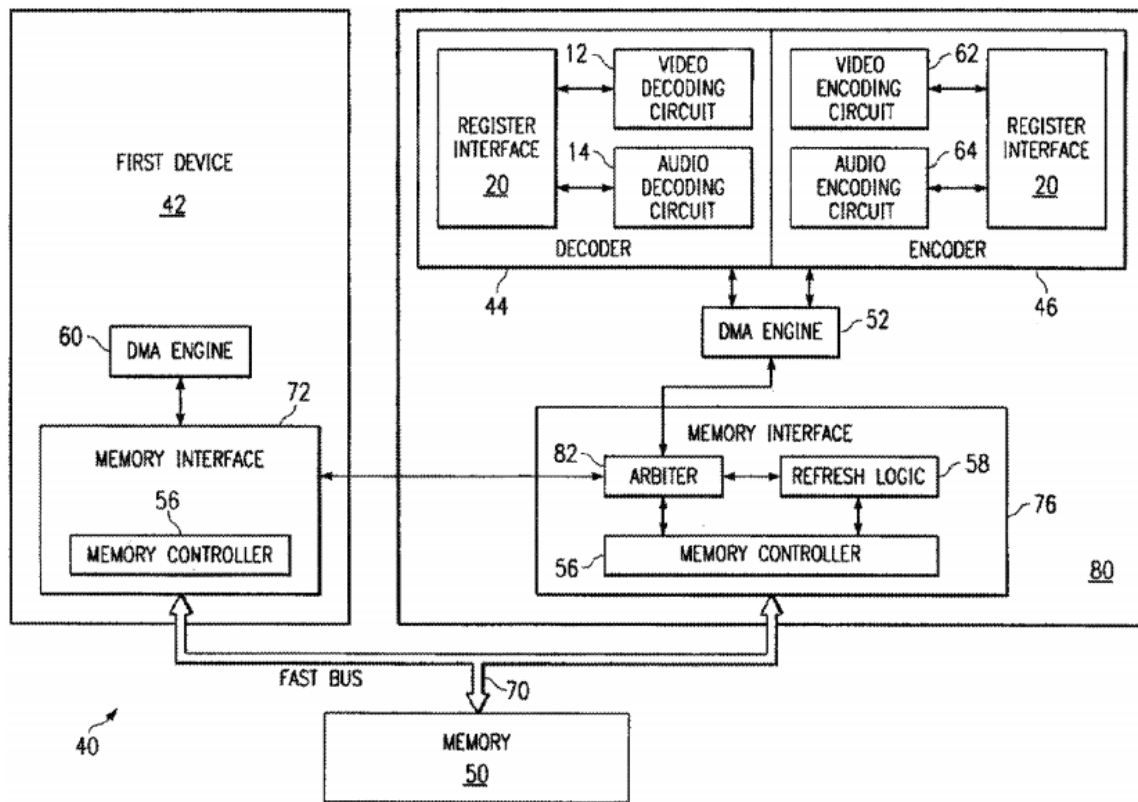 FIRST DEVICE
42
60
DMA ENGINE
72
MEMORY INTERFACE
56
MEMORY CONTROLLER
REGISTER
INTERFACE
20
12
VIDEO
DECODING
CIRCUIT
14
AUDIO
DECODING
CIRCUIT
DECODER
44
VIDEO
ENCODING
CIRCUIT
62
AUDIO
ENCODING
CIRCUIT
64
REGISTER
INTERFACE
20
ENCODER
46
DMA ENGINE
52
MEMORY INTERFACE
82
ARBITER
REFRESH LOGIC
58
76
56
MEMORY CONTROLLER
80
FAST BUS
70
40
MEMORY
50